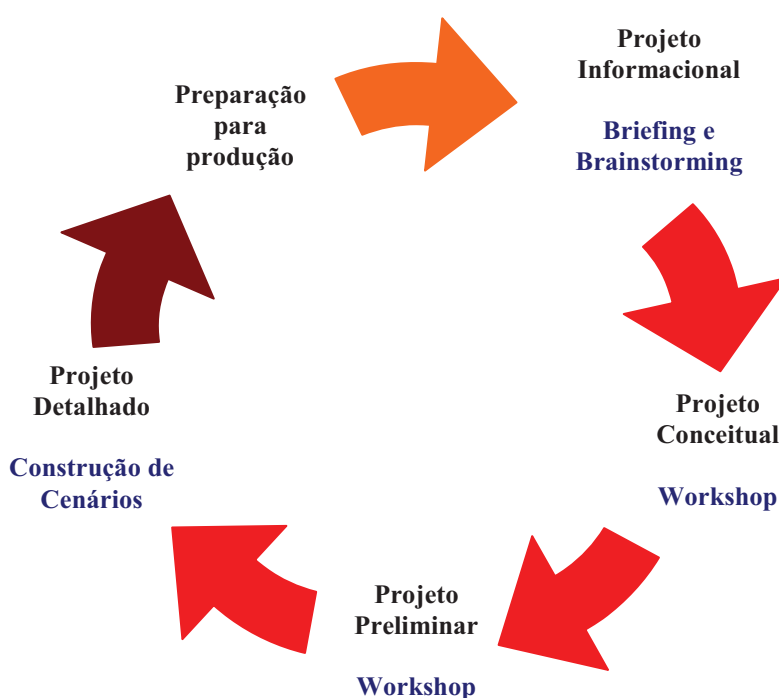 Projeto
Informacional
Briefing e
Brainstorming
Projeto
Conceitual
Workshop
Projeto
Preliminar
Workshop
Projeto
Detalhado
Construção de
Cenários
Preparação
para
produção